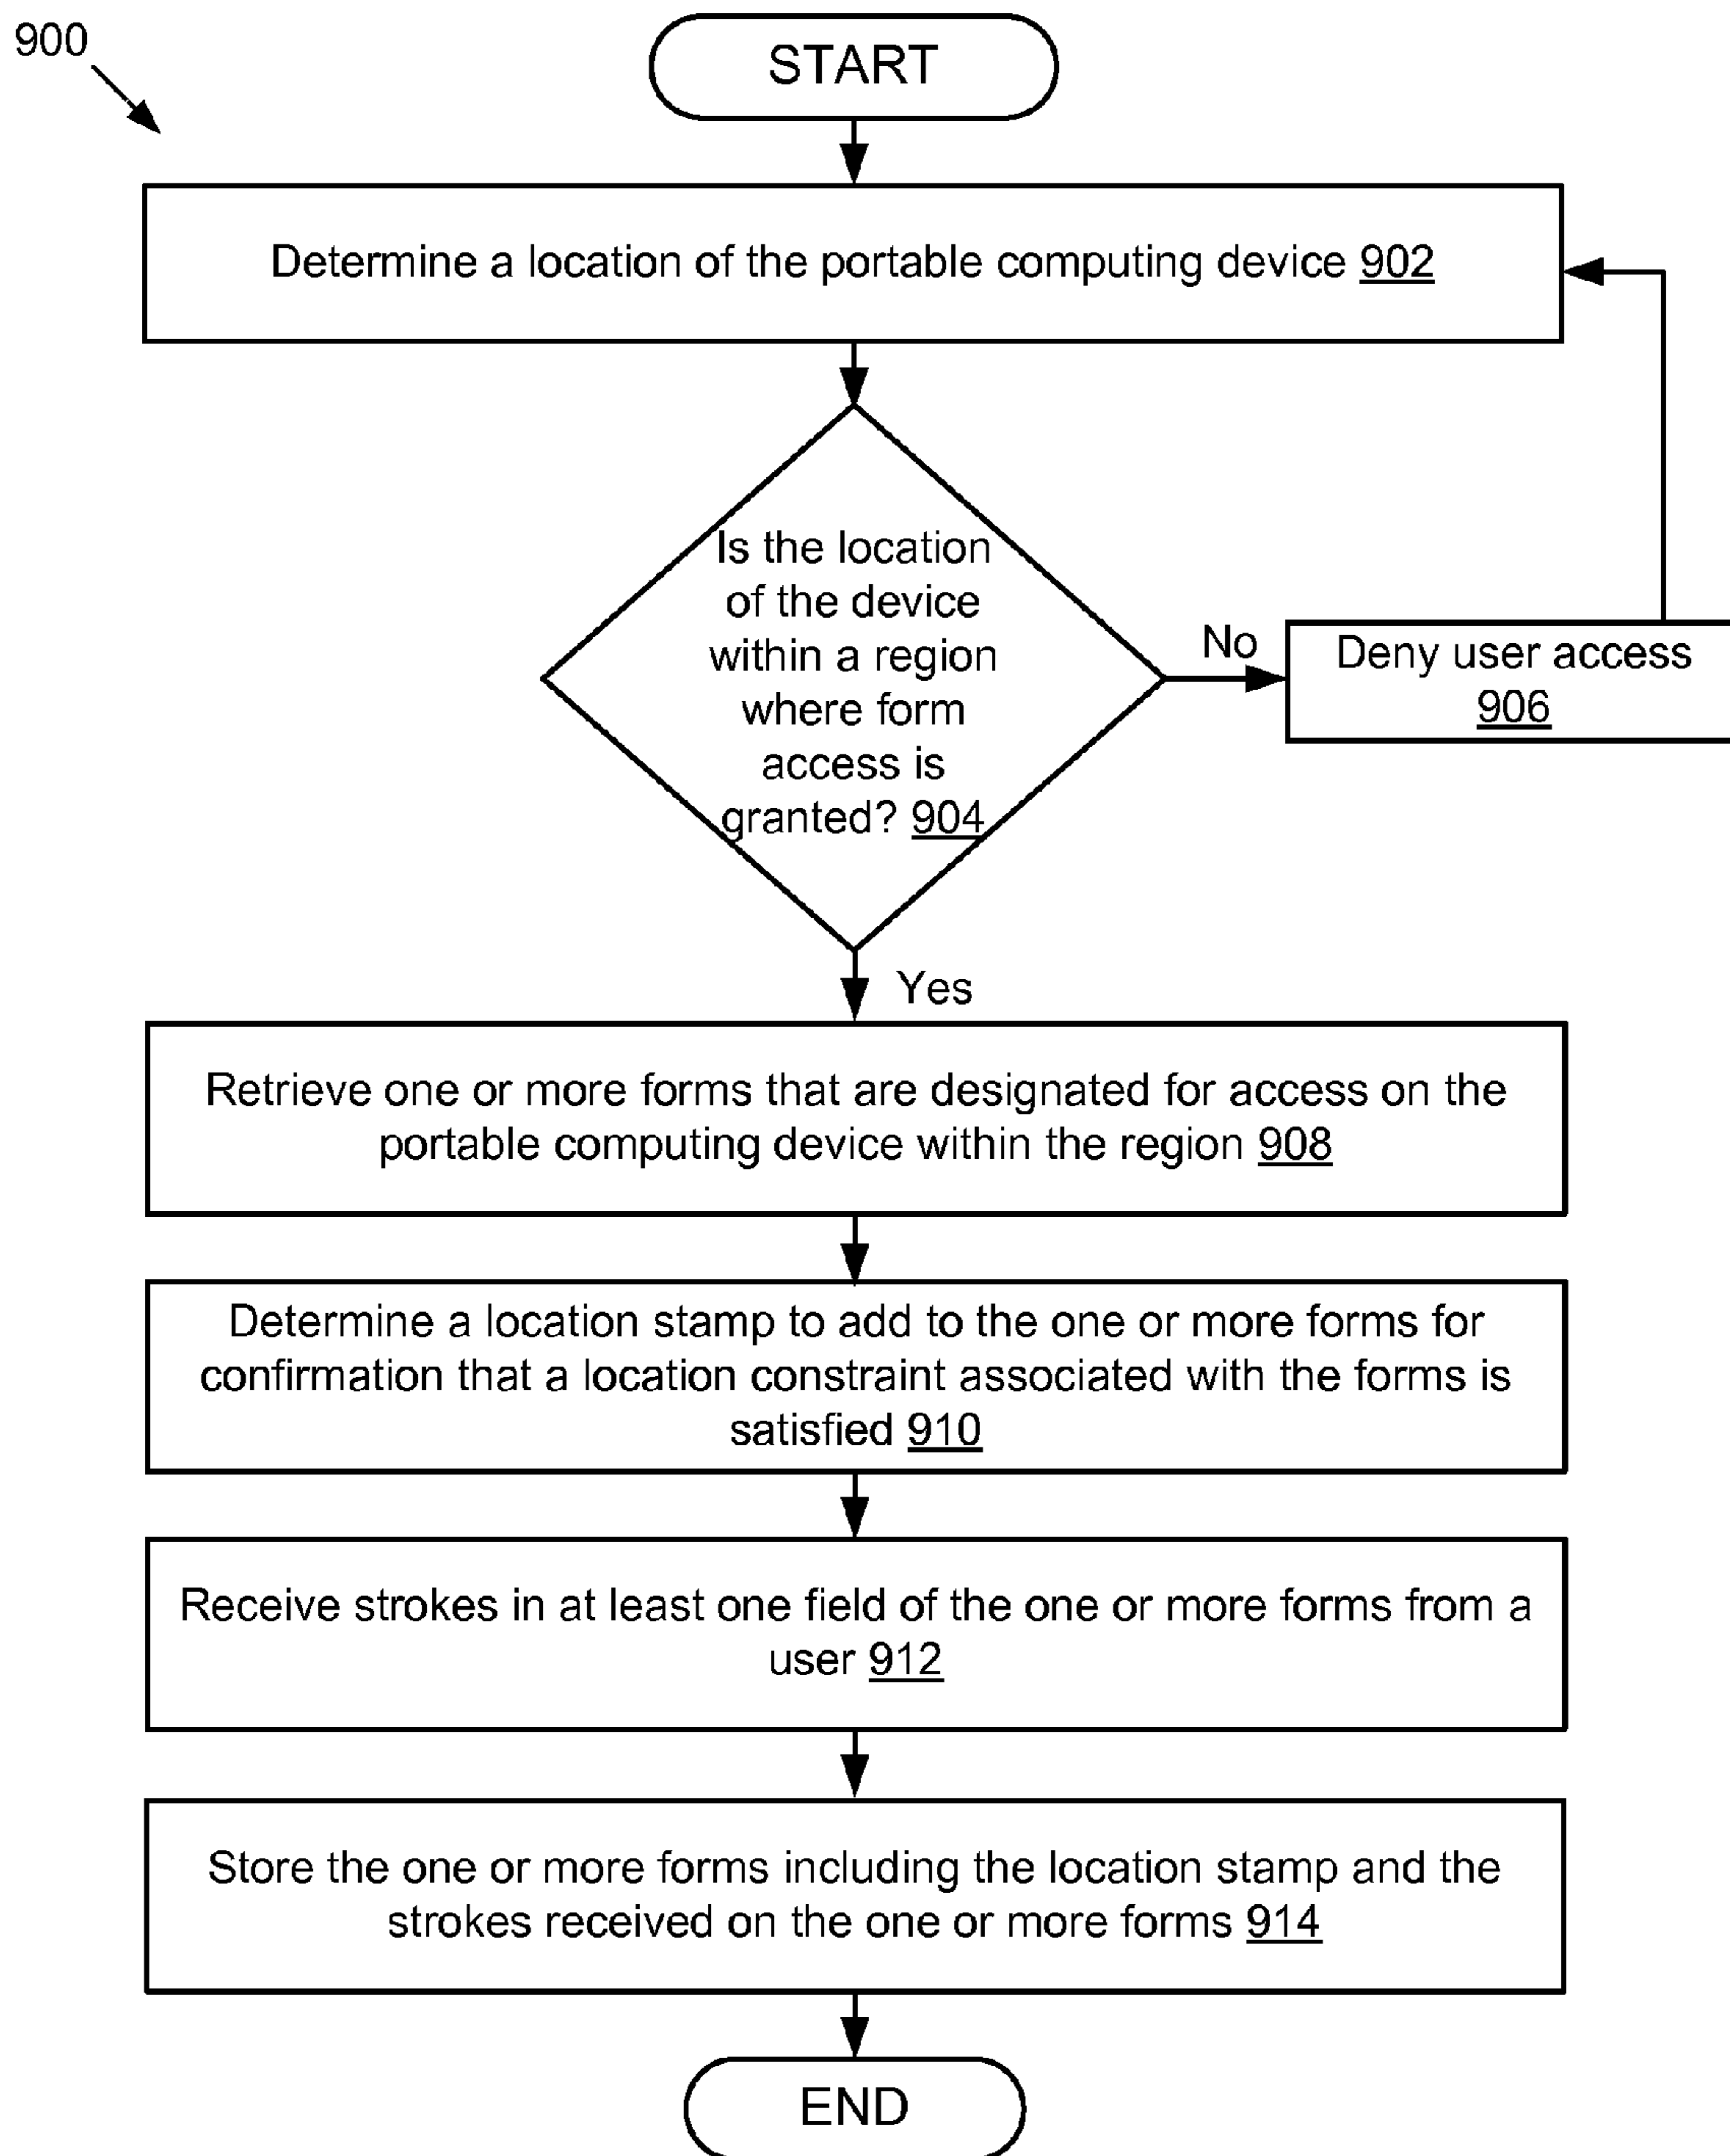 900
START
Determine a location of the portable computing device 902
Is the location
of the device
within a region
where form
access is
granted? 904
No
Deny user access
906
Yes
Retrieve one or more forms that are designated for access on the
portable computing device within the region 908
Determine a location stamp to add to the one or more forms for
confirmation that a location constraint associated with the forms is
satisfied 910
Receive strokes in at least one field of the one or more forms from a
user 912
Store the one or more forms including the location stamp and the
strokes received on the one or more forms 914
END